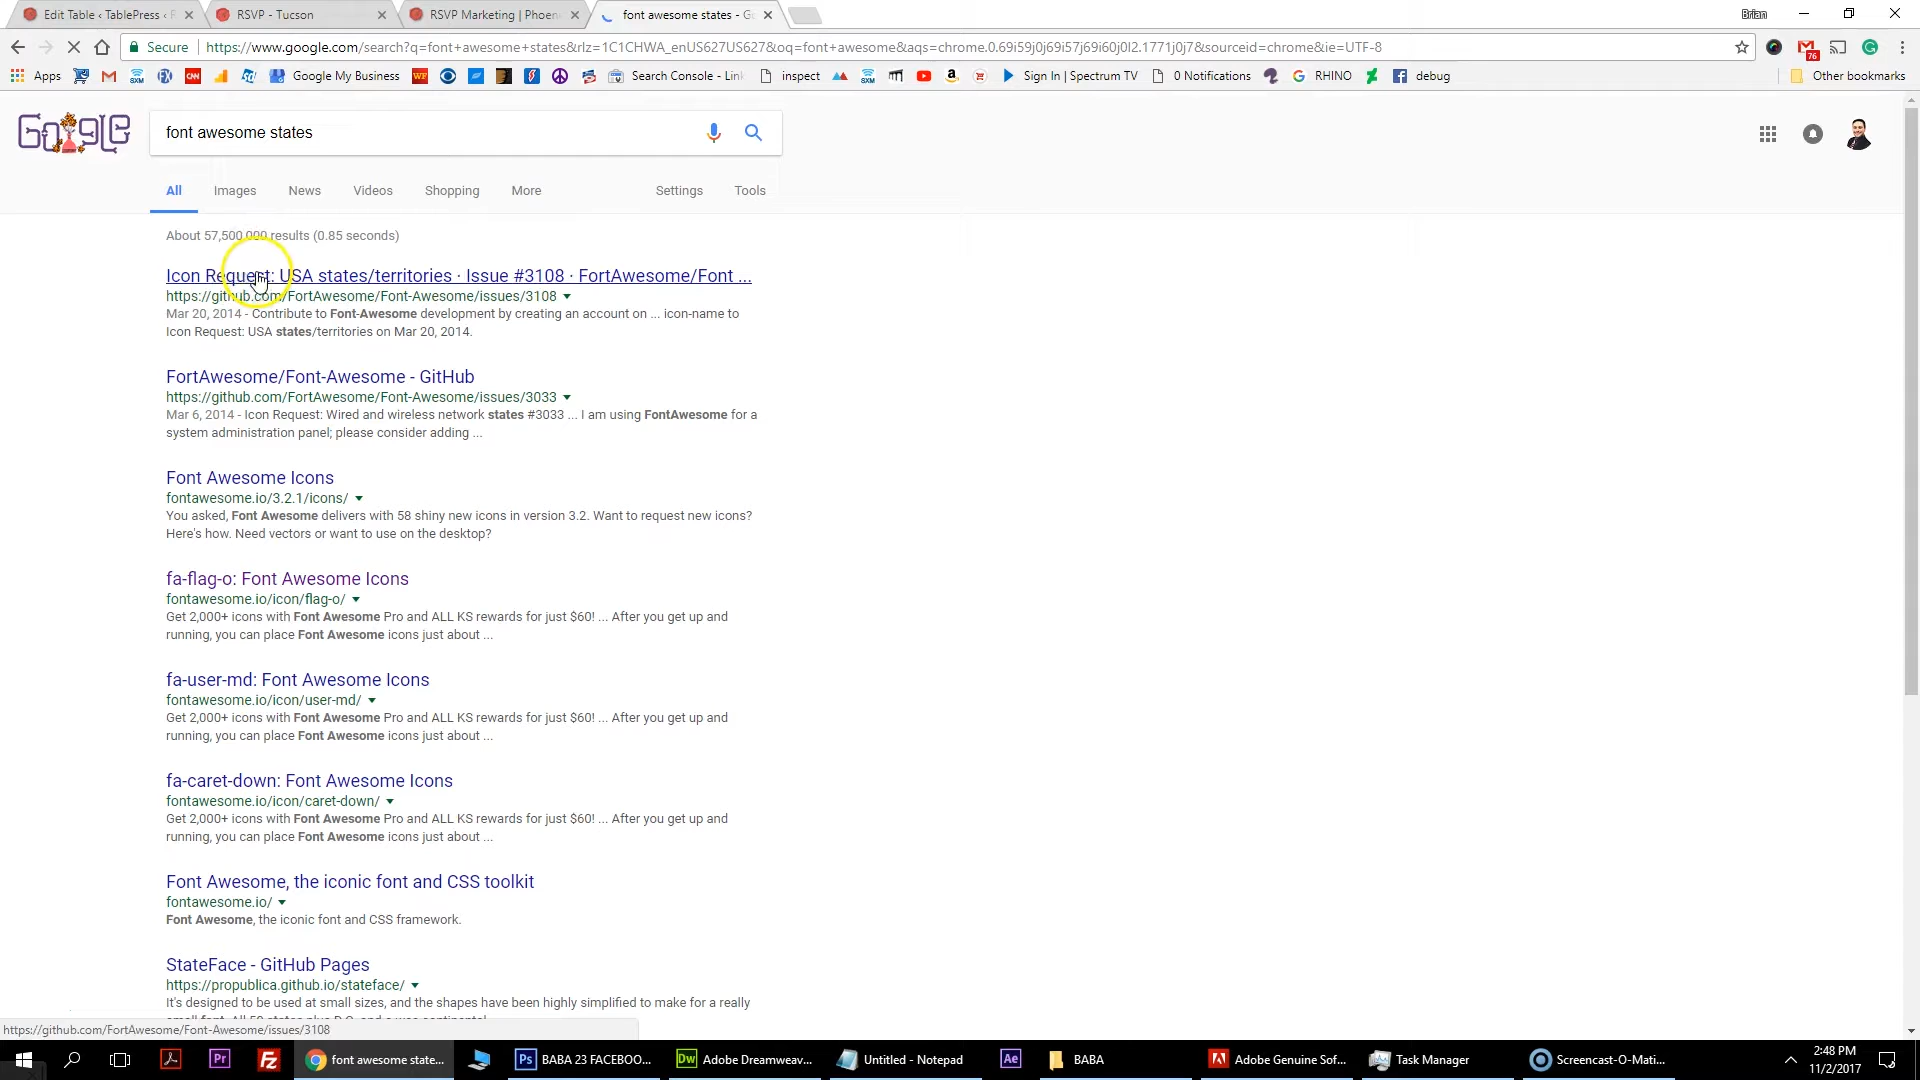 Edit Table ‹ TablePress ‹ F
RSVP - Tucson
RSVP Marketing | Phoen
font awesome states - G
Brian
Secure
https://www.google.com/search?q=font+awesome+states&rlz=1C1CHWA_enUS627US627&oq=font+awesome&aqs=chrome.0.69i59j0j69i57j69i60j0l2.1771j0j7&sourceid=chrome&ie=UTF-8
76
Apps
CNN
Google My Business
WF
Search Console - Link
inspect
Sign In | Spectrum TV
0 Notifications
RHINO
debug
Other bookmarks
Google
font awesome states
All
Images
News
Videos
Shopping
More
Settings
Tools
About 57,500,000 results (0.85 seconds)
Icon Request: USA states/territories · Issue #3108 · FortAwesome/Font ...
https://github.com/FortAwesome/Font-Awesome/issues/3108
Mar 20, 2014 - Contribute to Font-Awesome development by creating an account on ... icon-name to
Icon Request: USA states/territories on Mar 20, 2014.
FortAwesome/Font-Awesome - GitHub
https://github.com/FortAwesome/Font-Awesome/issues/3033
Mar 6, 2014 - Icon Request: Wired and wireless network states #3033 ... I am using FontAwesome for a
system administration panel; please consider adding ...
Font Awesome Icons
fontawesome.io/3.2.1/icons/
You asked, Font Awesome delivers with 58 shiny new icons in version 3.2. Want to request new icons?
Here's how. Need vectors or want to use on the desktop?
fa-flag-o: Font Awesome Icons
fontawesome.io/icon/flag-o/
Get 2,000+ icons with Font Awesome Pro and ALL KS rewards for just $60! ... After you get up and
running, you can place Font Awesome icons just about ...
fa-user-md: Font Awesome Icons
fontawesome.io/icon/user-md/
Get 2,000+ icons with Font Awesome Pro and ALL KS rewards for just $60! ... After you get up and
running, you can place Font Awesome icons just about ...
fa-caret-down: Font Awesome Icons
fontawesome.io/icon/caret-down/
Get 2,000+ icons with Font Awesome Pro and ALL KS rewards for just $60! ... After you get up and
running, you can place Font Awesome icons just about ...
Font Awesome, the iconic font and CSS toolkit
fontawesome.io/
Font Awesome, the iconic font and CSS framework.
StateFace - GitHub Pages
https://propublica.github.io/stateface/
It's designed to be used at small sizes, and the shapes have been highly simplified to make for a really
https://github.com/FortAwesome/Font-Awesome/issues/3108
Pr
Fz
font awesome state...
Ps
BABA 23 FACEBOO...
Dw
Adobe Dreamweav...
Untitled - Notepad
Ae
BABA
Adobe Genuine Sof...
Task Manager
Screencast-O-Mati...
2:48 PM
11/2/2017